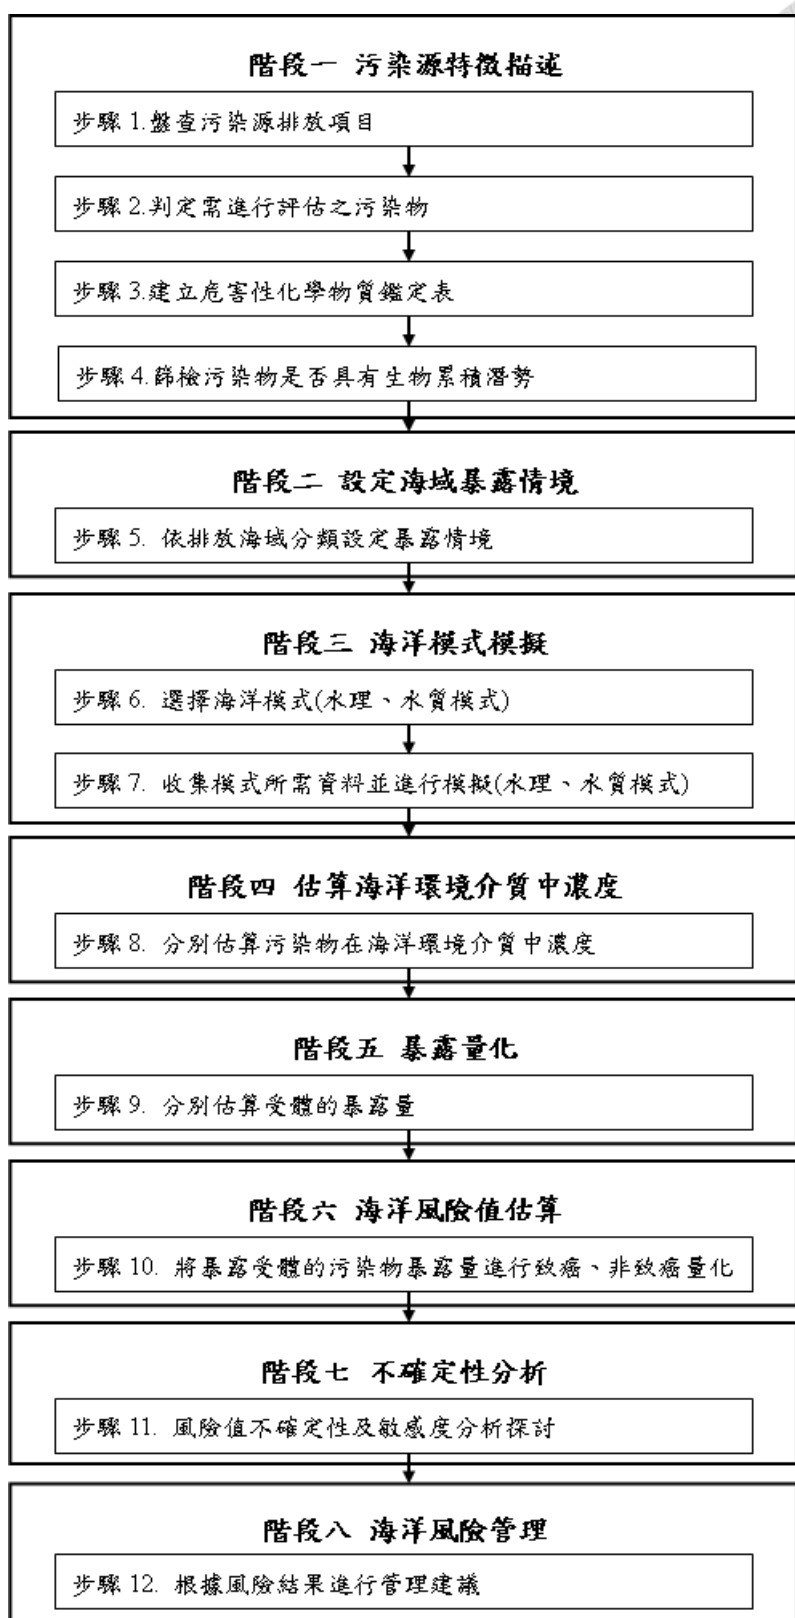 階段一 污染源特徵描述
步驟 1.盤查污染源排放項目
步驟 2.判定需進行評估之污染物
步驟 3.建立危害性化學物質鑑定表
步驟 4.篩檢污染物是否具有生物累積潛勢
階段二 設定海域暴露情境
步驟 5. 依排放海域分類設定暴露情境
階段三 海洋模式模擬
步驟 6. 選擇海洋模式(水理、水質模式)
步驟 7. 收集模式所需資料並進行模擬(水理、水質模式)
階段四 估算海洋環境介質中濃度
步驟 8. 分別估算污染物在海洋環境介質中濃度
階段五 暴露量化
步驟 9. 分別估算受體的暴露量
階段六 海洋風險值估算
步驟 10. 將暴露受體的污染物暴露量進行致癌、非致癌量化
階段七 不確定性分析
步驟 11. 風險值不確定性及敏感度分析探討
階段八 海洋風險管理
步驟 12. 根據風險結果進行管理建議